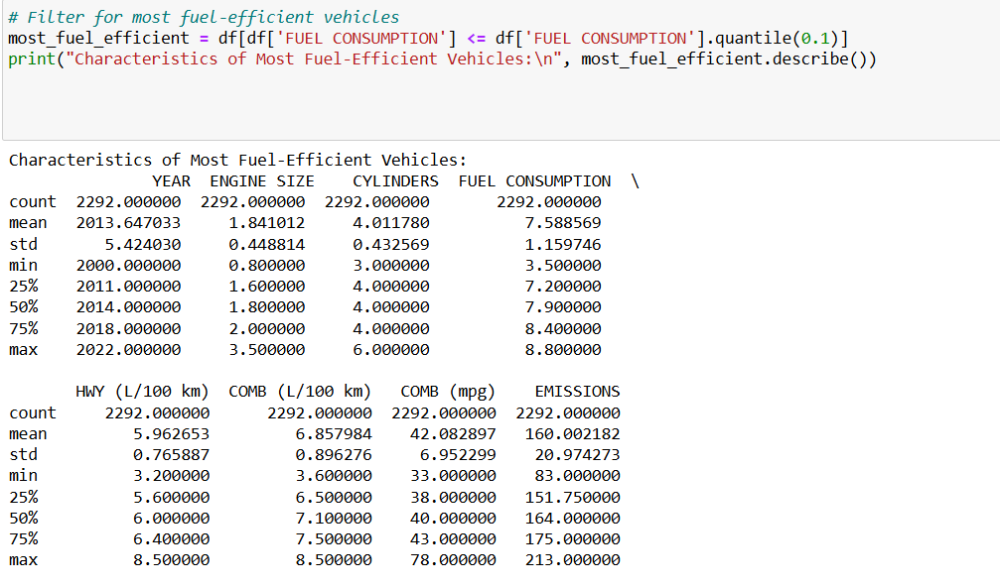 # Filter for most fuel-efficient vehicles
most_fuel_efficient = df[df['FUEL CONSUMPTION'] <= df['FUEL CONSUMPTION'].quantile(0.1)]
print("Characteristics of Most Fuel-Efficient Vehicles:\n", most_fuel_efficient.describe())
Characteristics of Most Fuel-Efficient Vehicles:
YEAR ENGINE SIZE CYLINDERS FUEL CONSUMPTION \
count 2292.000000 2292.000000 2292.000000 2292.000000
mean 2013.647033 1.841012 4.011780 7.588569
std 5.424030 0.448814 0.432569 1.159746
min 2000.000000 0.800000 3.000000 3.500000
25% 2011.000000 1.600000 4.000000 7.200000
50% 2014.000000 1.800000 4.000000 7.900000
75% 2018.000000 2.000000 4.000000 8.400000
max 2022.000000 3.500000 6.000000 8.800000
HWY (L/100 km) COMB (L/100 km) COMB (mpg) EMISSIONS
count 2292.000000 2292.000000 2292.000000 2292.000000
mean 5.962653 6.857984 42.082897 160.002182
std 0.765887 0.896276 6.952299 20.974273
min 3.200000 3.600000 33.000000 83.000000
25% 5.600000 6.500000 38.000000 151.750000
50% 6.000000 7.100000 40.000000 164.000000
75% 6.400000 7.500000 43.000000 175.000000
max 8.500000 8.500000 78.000000 213.000000